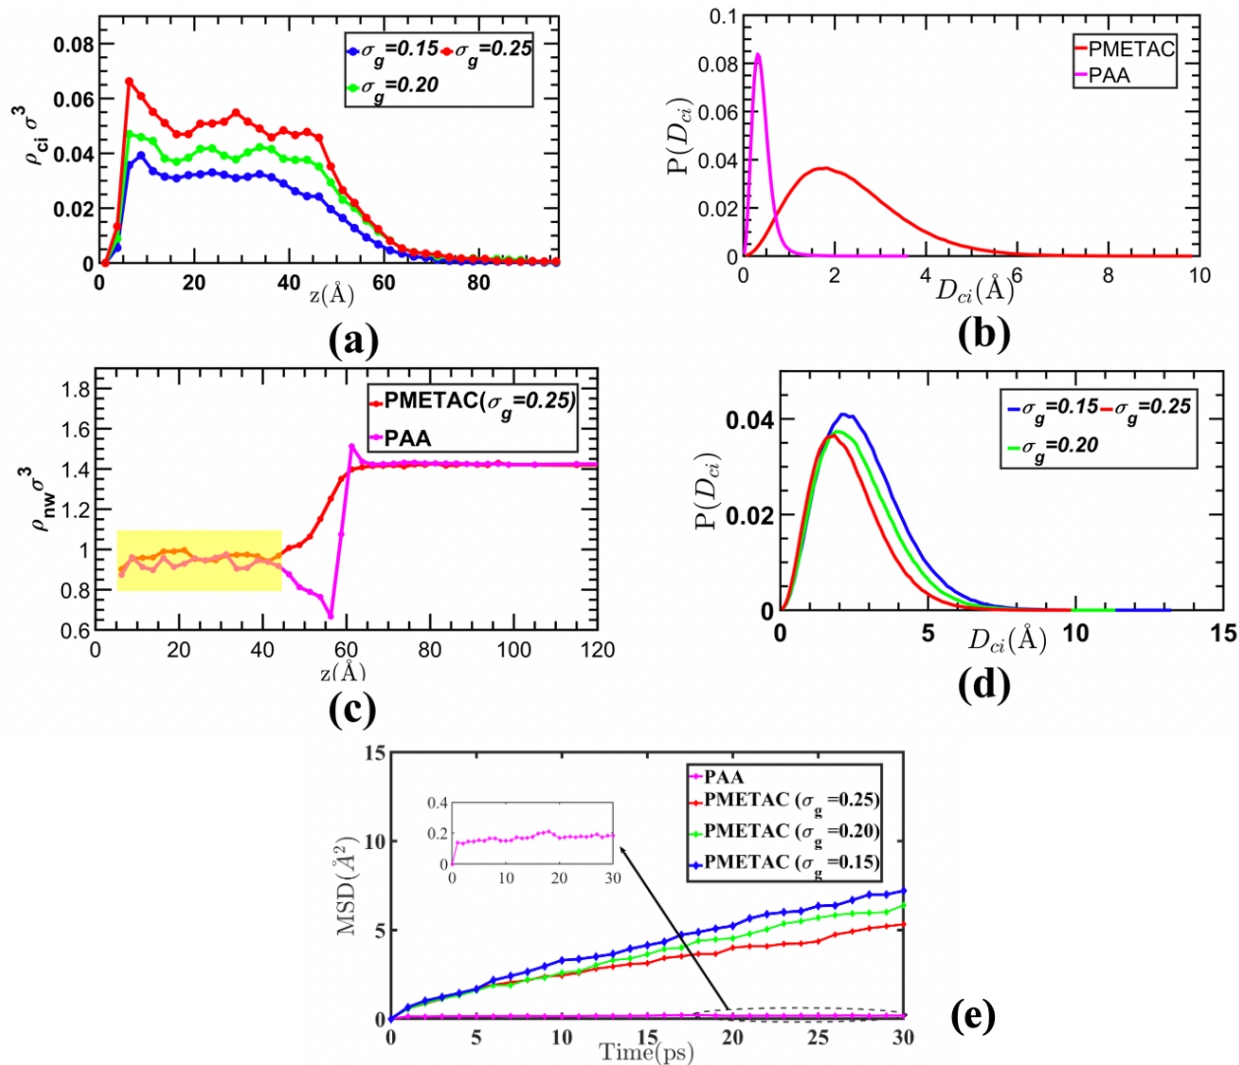 0.08
0.06
0.04
0.02
0
ρci σ³
σg=0.15 σg=0.25
σg=0.20
0 20 40 60 80
z(Å)
(a)
0.1
0.08
0.06
0.04
0.02
0
P(Dci)
PMETAC
PAA
0 2 4 6 8 10
Dci(Å)
(b)
1.8
1.6
1.4
1.2
1
0.8
0.6
ρnw σ³
PMETAC(σg=0.25)
PAA
0 20 40 60 80 100 120
z(Å)
(c)
0.04
0.02
0
P(Dci)
σg=0.15 σg=0.25
σg=0.20
0 5 10 15
Dci(Å)
(d)
15
10
5
0
MSD(Å²)
PAA
PMETAC (σg=0.25)
PMETAC (σg=0.20)
PMETAC (σg=0.15)
0.4
0.2
0
0 10 20 30
0 5 10 15 20 25 30
Time(ps)
(e)